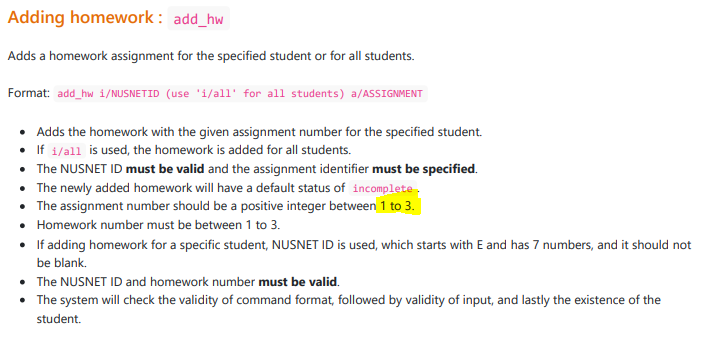 Adding homework : add_hw
Adds a homework assignment for the specified student or for all students.
Format: add_hw i/NUSNETID (use 'i/all' for all students) a/ASSIGNMENT
• Adds the homework with the given assignment number for the specified student.
• If i/all is used, the homework is added for all students.
• The NUSNET ID must be valid and the assignment identifier must be specified.
• The newly added homework will have a default status of incomplete.
• The assignment number should be a positive integer between 1 to 3.
• Homework number must be between 1 to 3.
• If adding homework for a specific student, NUSNET ID is used, which starts with E and has 7 numbers, and it should not
be blank.
• The NUSNET ID and homework number must be valid.
• The system will check the validity of command format, followed by validity of input, and lastly the existence of the
student.